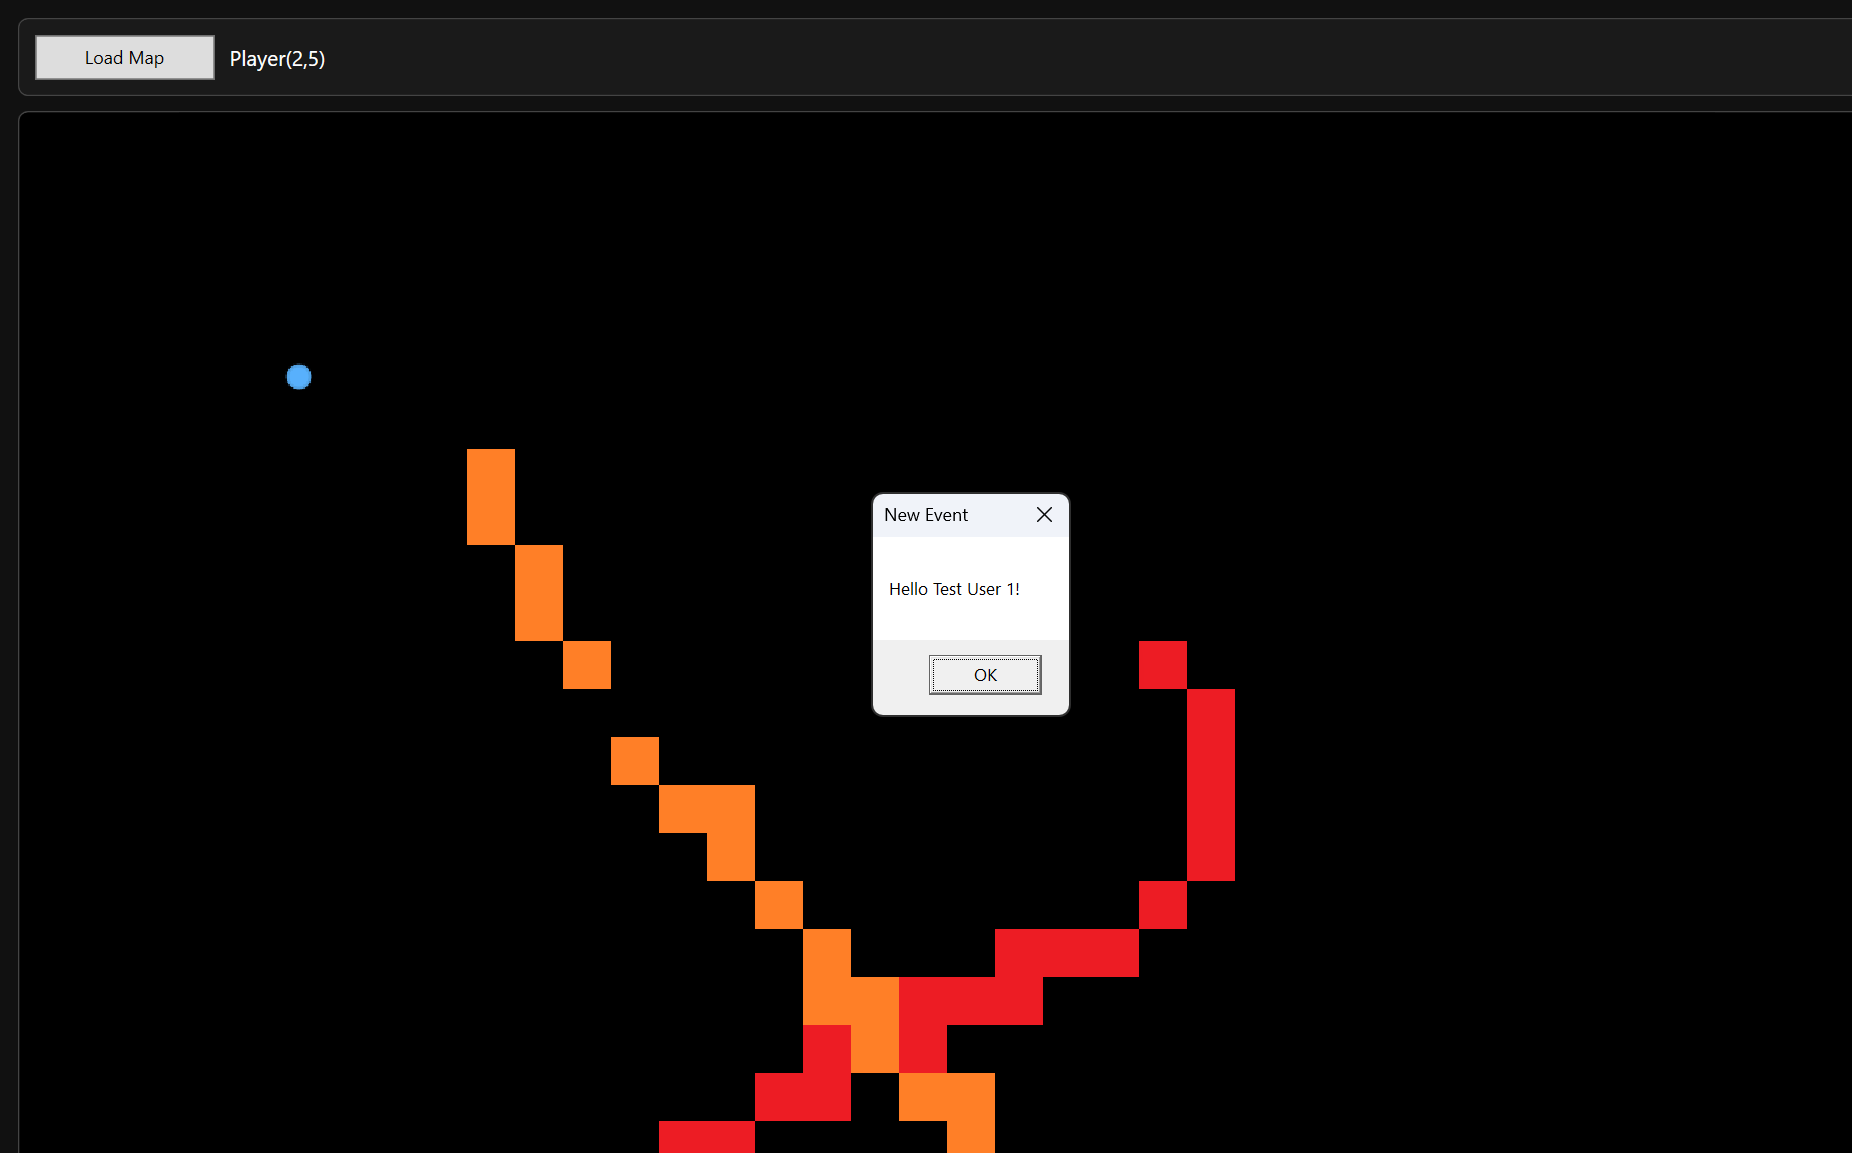 Load Map
Player(2,5)
New Event
Hello Test User 1!
OK